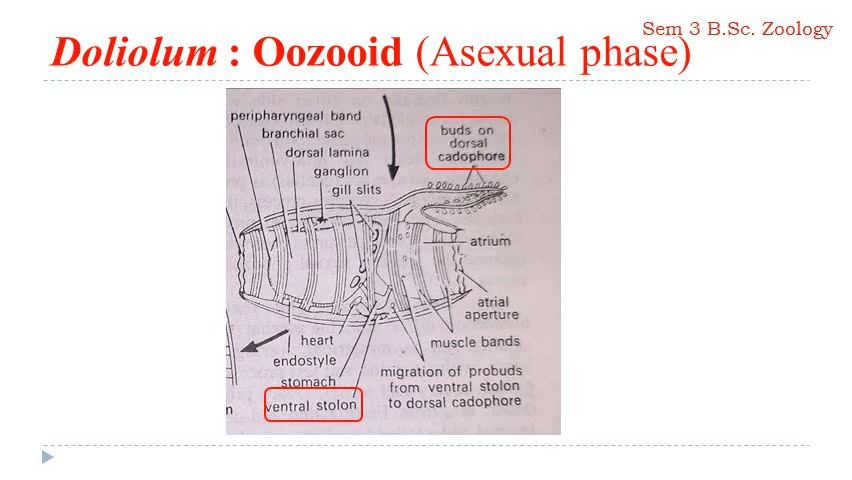 Sem 3 B.Sc. Zoology
Doliolum : Oozooid (Asexual phase)
peripharyngeal band
branchial sac
dorsal lamina
ganglion
gill slits
buds on
dorsal
cadophore
atrium
atrial
aperture
muscle bands
heart
endostyle
stomach
ventral stolon
migration of probuds
from ventral stolon
to dorsal cadophore